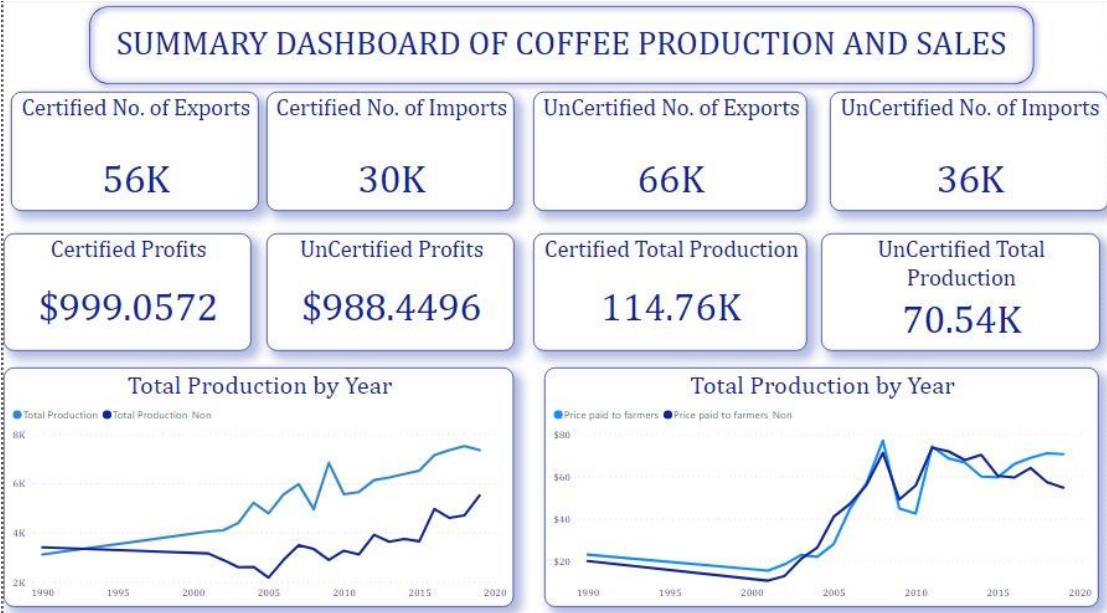 SUMMARY DASHBOARD OF COFFEE PRODUCTION AND SALES
Certified No. of Exports
56K
Certified No. of Imports
30K
UnCertified No. of Exports
66K
UnCertified No. of Imports
36K
Certified Profits
$999.0572
UnCertified Profits
$988.4496
Certified Total Production
114.76K
UnCertified Total
Production
70.54K
Total Production by Year
Total Production Total Production Non
8K
6K
4K
2K
1990 1995 2000 2005 2010 2015 2020
Total Production by Year
Price paid to farmers Price paid to farmers Non
$80
$60
$40
$20
1990 1995 2000 2005 2010 2015 2020